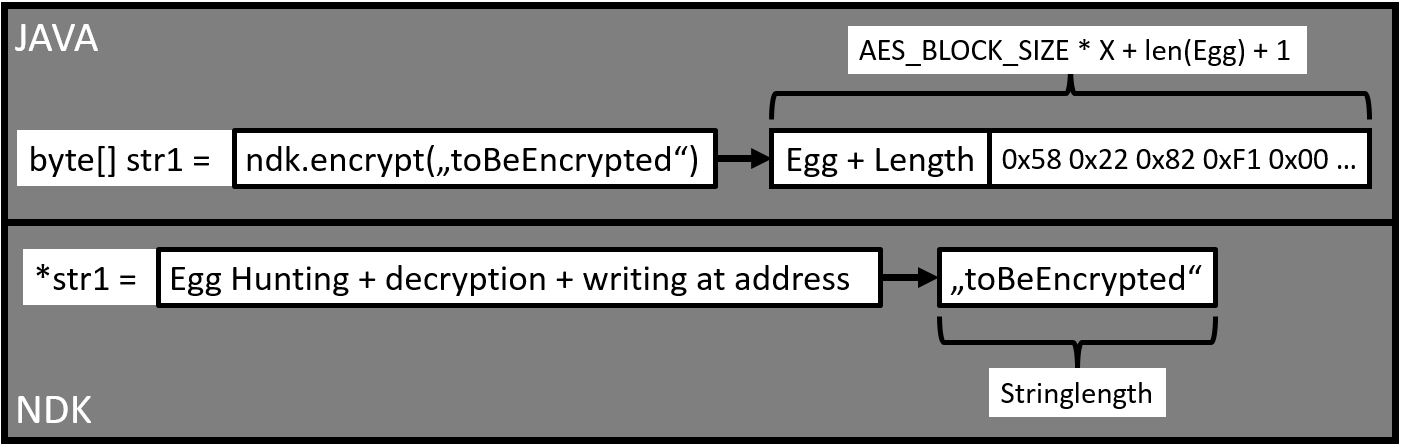 JAVA
AES_BLOCK_SIZE * X + len(Egg) + 1
byte[] str1 = ndk.encrypt(„toBeEncrypted“) Egg + Length 0x58 0x22 0x82 0xF1 0x00 ...
*str1 = Egg Hunting + decryption + writing at address „toBeEncrypted“
Stringlength
NDK